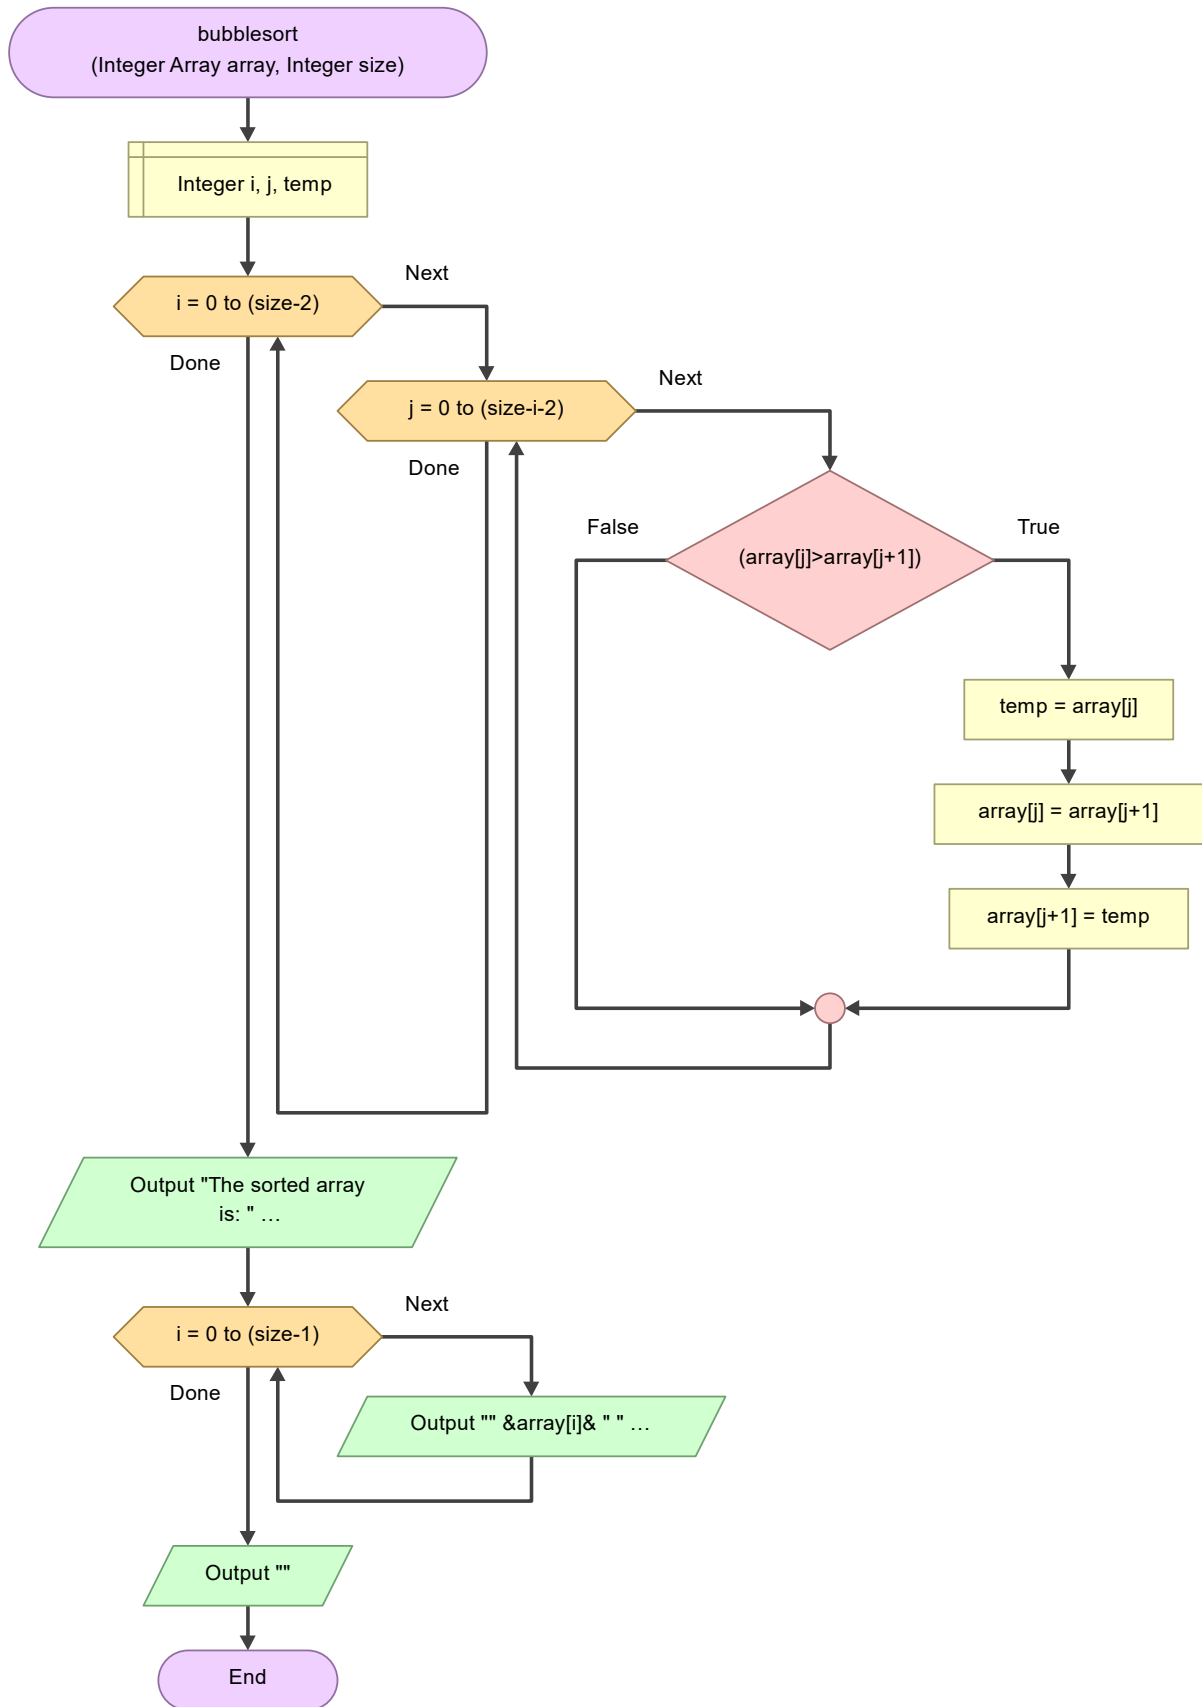 bubblesort
(Integer Array array, Integer size)
Integer i, j, temp
i = 0 to (size-2)
Next
Done
j = 0 to (size-i-2)
Next
Done
(array[j]>array[j+1])
False
True
temp = array[j]
array[j] = array[j+1]
array[j+1] = temp
Output "The sorted array
is: " …
i = 0 to (size-1)
Next
Done
Output "" &array[i]& " " …
Output ""
End